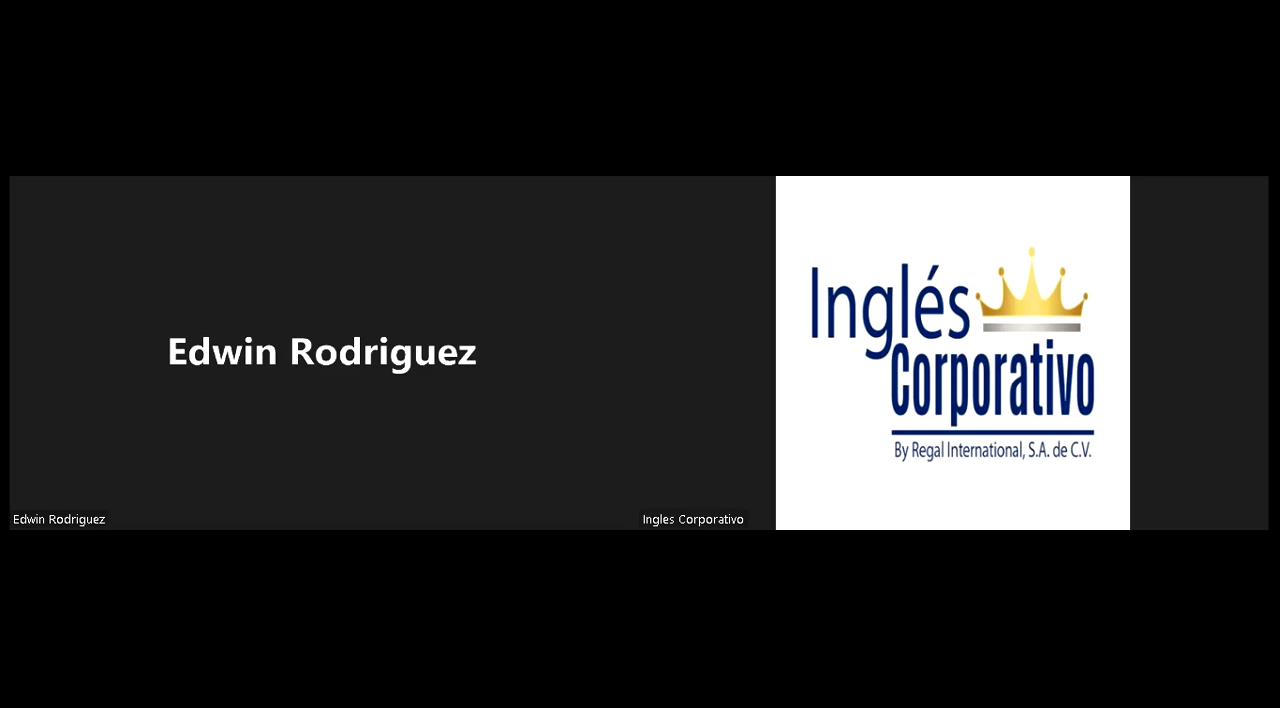 Edwin Rodriguez
Edwin Rodriguez
Ingles Corporativo
Inglés
Corporativo
By Regal International, S.A. de C.V.